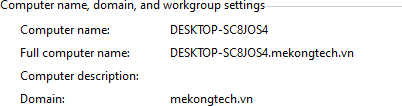 Computer name, domain, and workgroup settings
Computer name: DESKTOP-SC8JOS4
Full computer name: DESKTOP-SC8JOS4.mekongtech.vn
Computer description:
Domain: mekongtech.vn